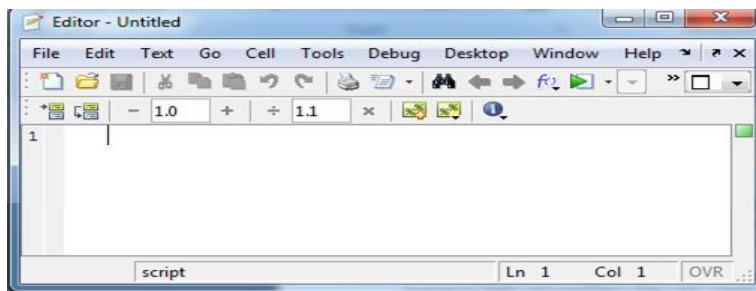 Editor - Untitled
File Edit Text Go Cell Tools Debug Desktop Window Help
− 1.0 + ÷ 1.1 ×
1
script Ln 1 Col 1 OVR